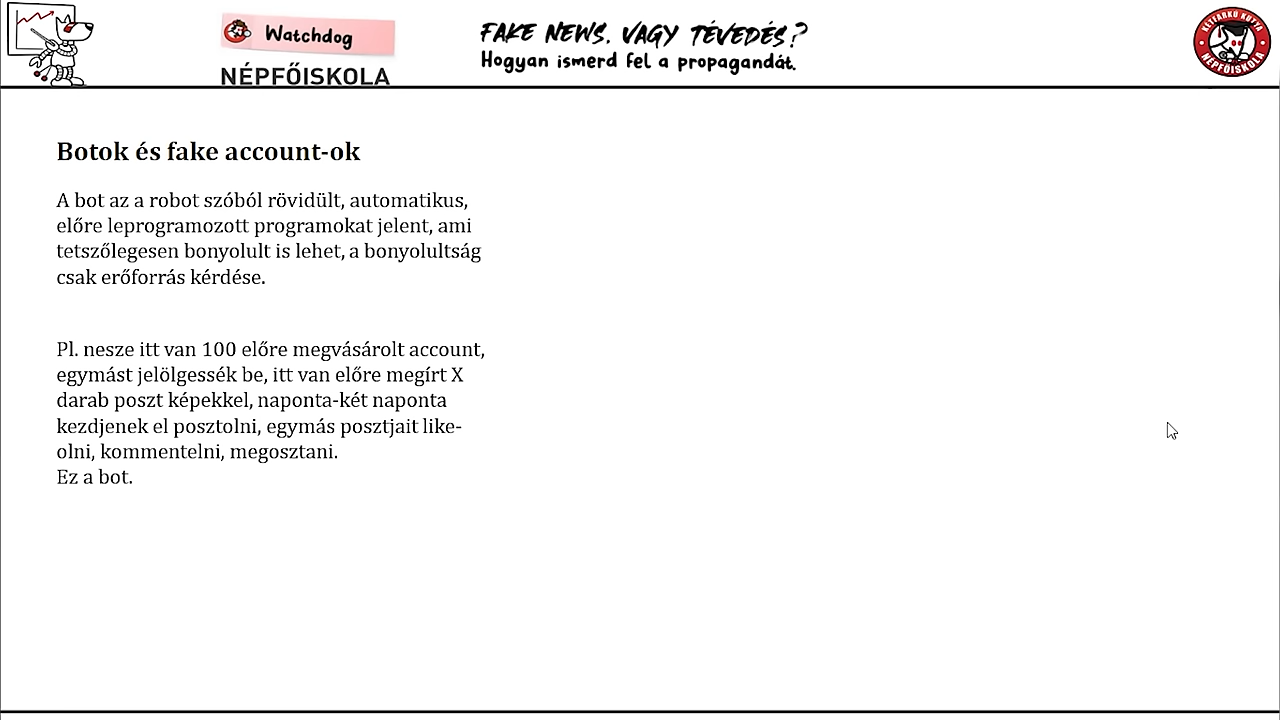 Watchdog
NÉPFŐISKOLA
FAKE NEWS, VAGY TÉVEDÉS?
Hogyan ismerd fel a propagandát.
KÉTFARKÚ KUTYA
NÉPFŐISKOLA
Botok és fake account-ok
A bot az a robot szóból rövidült, automatikus,
előre leprogramozott programokat jelent, ami
tetszőlegesen bonyolult is lehet, a bonyolultság
csak erőforrás kérdése.
Pl. nesze itt van 100 előre megvásárolt account,
egymást jelölgessék be, itt van előre megírt X
darab poszt képekkel, naponta-két naponta
kezdjenek el posztolni, egymás posztjait like-
olni, kommentelni, megosztani.
Ez a bot.